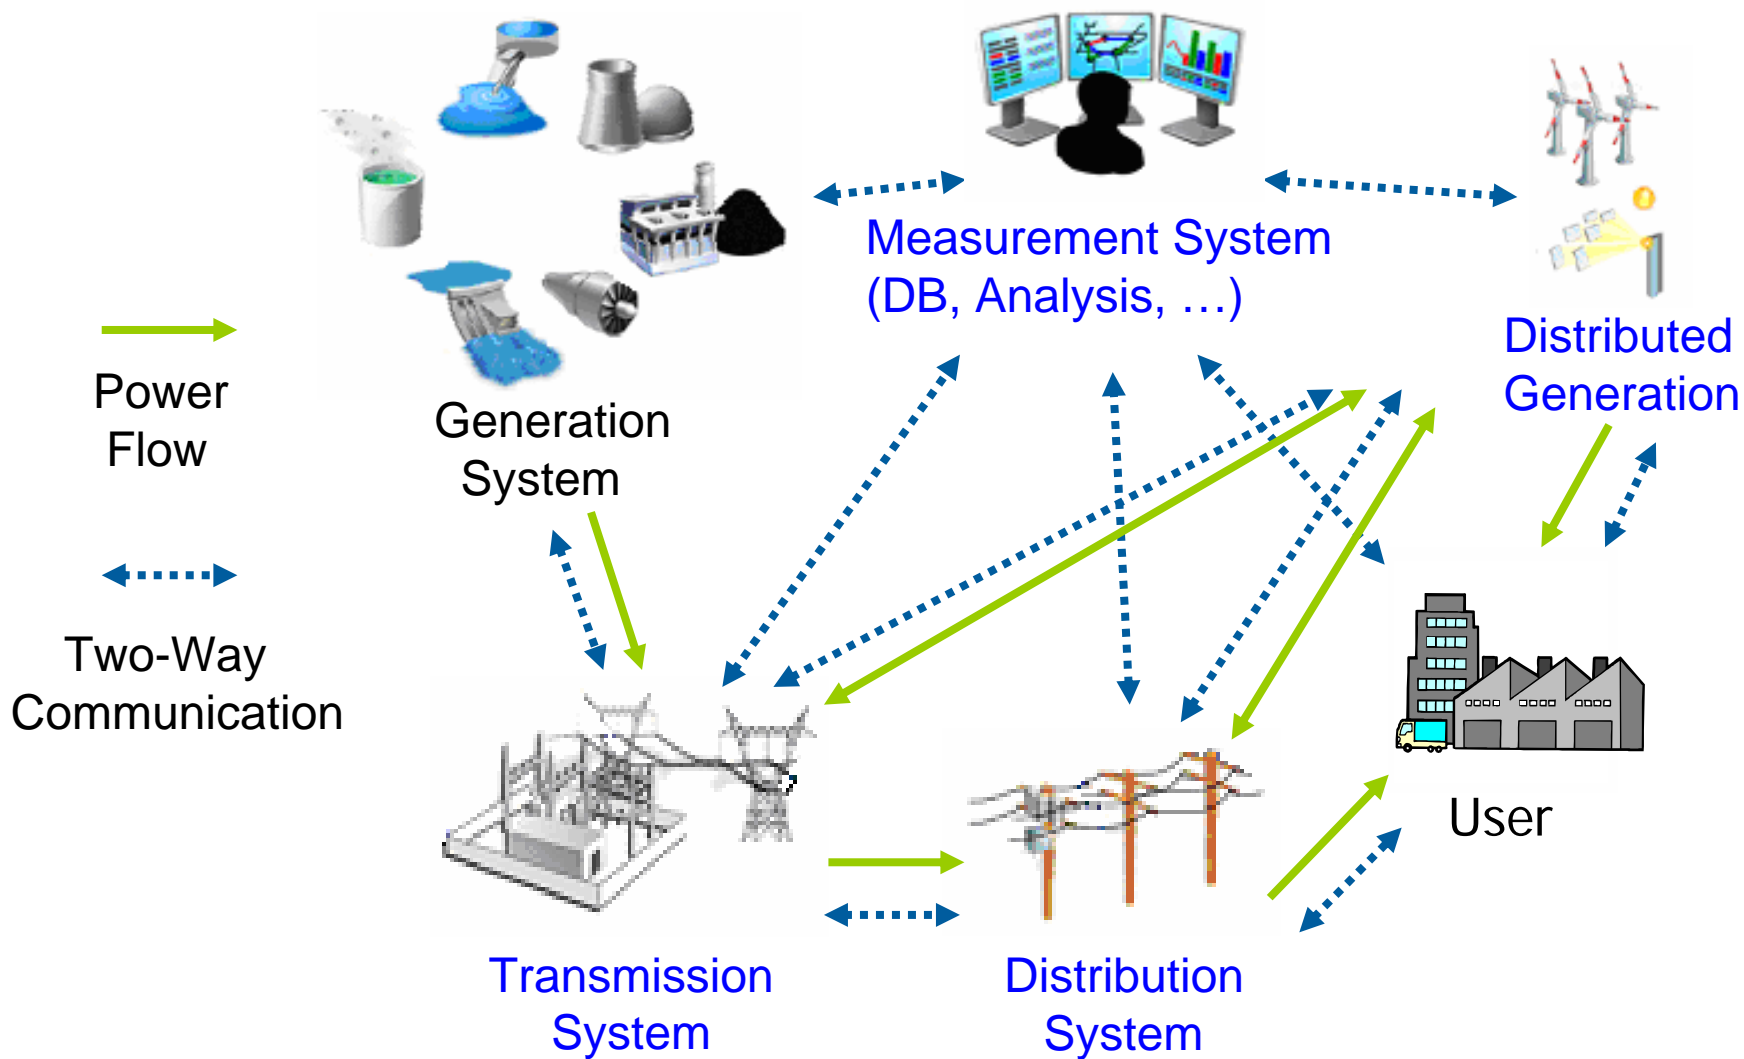 Measurement System
(DB, Analysis, …)
Distributed
Generation
Power
Flow
Generation
System
Two-Way
Communication
User
Transmission
System
Distribution
System